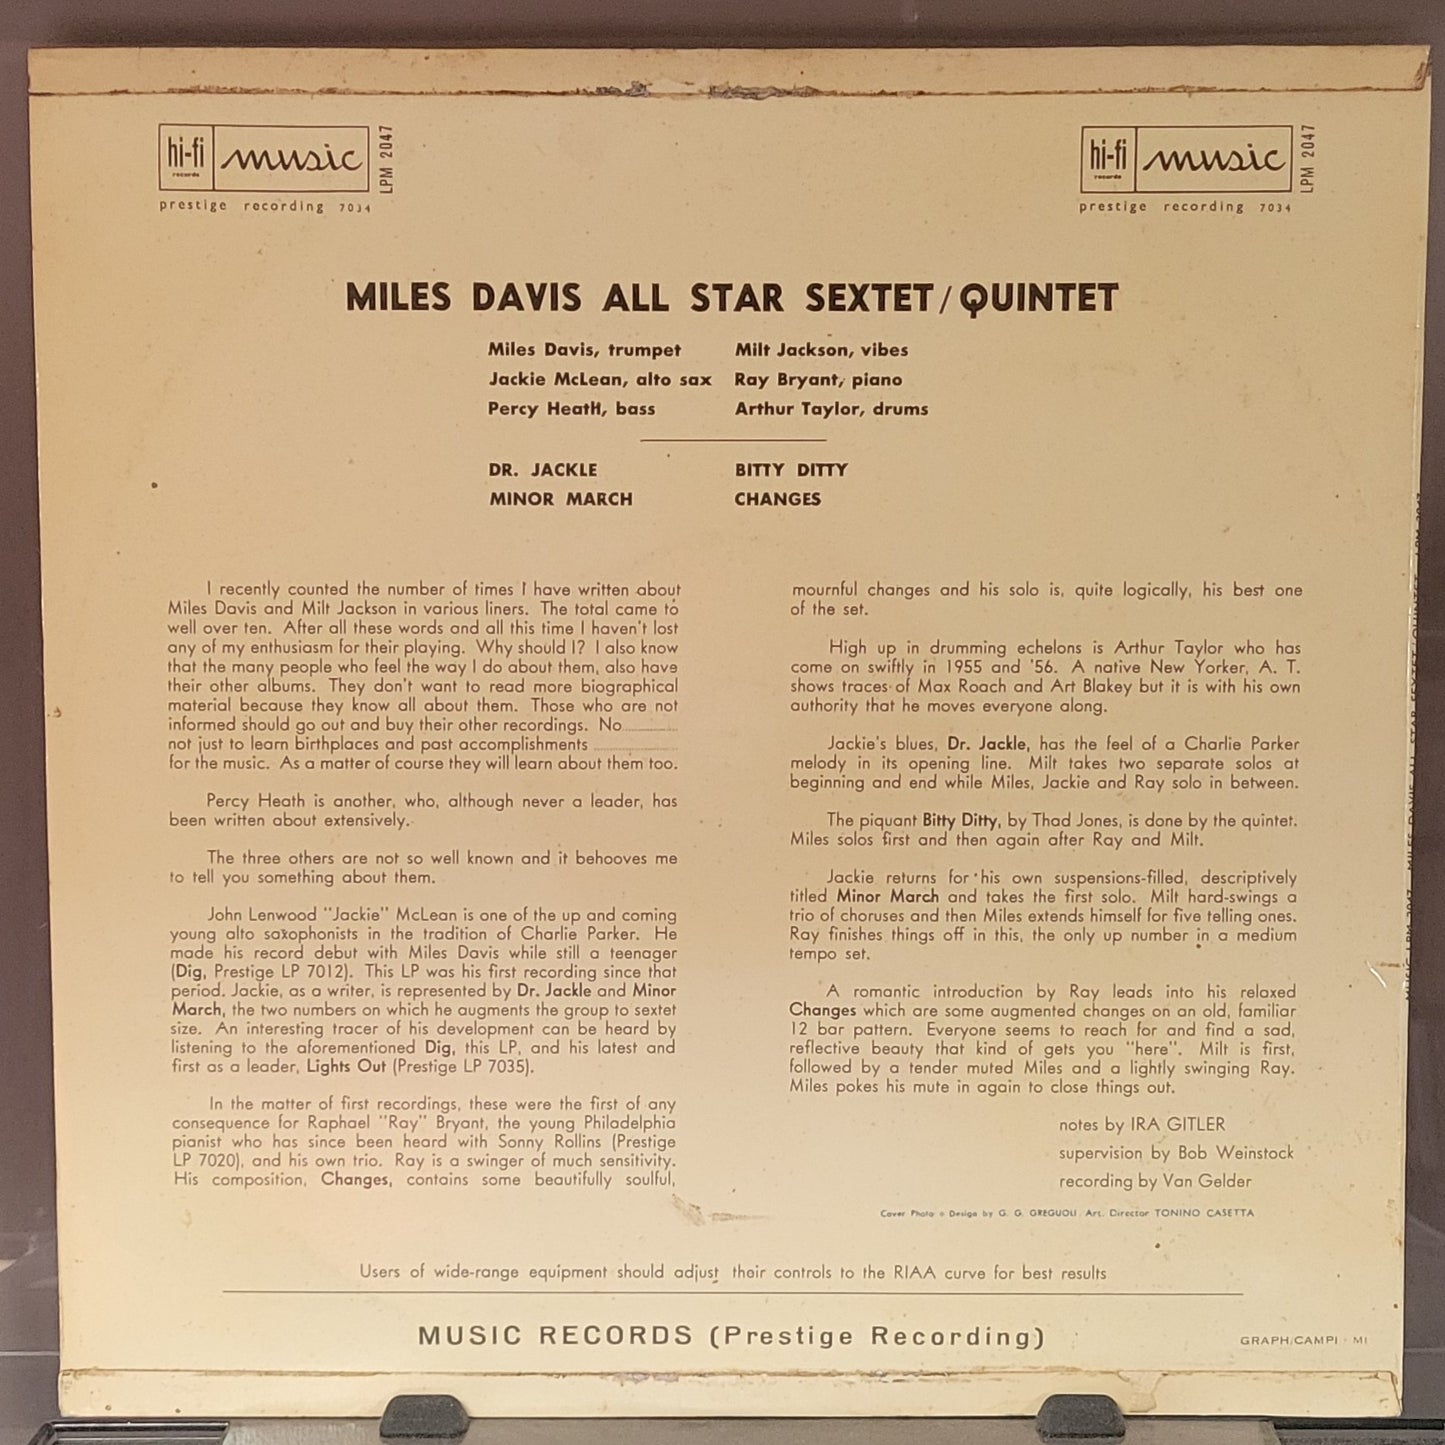 hi-fi records music LPM 2047
prestige recording 7034
hi-fi records music LPM 2047
prestige recording 7034
MILES DAVIS ALL STAR SEXTET/QUINTET
Miles Davis, trumpet
Jackie McLean, alto sax
Percy Heath, bass
Milt Jackson, vibes
Ray Bryant, piano
Arthur Taylor, drums
DR. JACKLE
MINOR MARCH
BITTY DITTY
CHANGES
I recently counted the number of times I have written about
Miles Davis and Milt Jackson in various liners. The total came to
well over ten. After all these words and all this time I haven't lost
any of my enthusiasm for their playing. Why should I? I also know
that the many people who feel the way I do about them, also have
their other albums. They don't want to read more biographical
material because they know all about them. Those who are not
informed should go out and buy their other recordings. No
not just to learn birthplaces and past accomplishments
for the music. As a matter of course they will learn about them too.
Percy Heath is another, who, although never a leader, has
been written about extensively.
The three others are not so well known and it behooves me
to tell you something about them.
John Lenwood "Jackie" McLean is one of the up and coming
young alto saxophonists in the tradition of Charlie Parker. He
made his record debut with Miles Davis while still a teenager
(Dig, Prestige LP 7012). This LP was his first recording since that
period. Jackie, as a writer, is represented by Dr. Jackle and Minor
March, the two numbers on which he augments the group to sextet
size. An interesting tracer of his development can be heard by
listening to the aforementioned Dig, this LP, and his latest and
first as a leader, Lights Out (Prestige LP 7035).
In the matter of first recordings, these were the first of any
consequence for Raphael "Ray" Bryant, the young Philadelphia
pianist who has since been heard with Sonny Rollins (Prestige
LP 7020), and his own trio. Ray is a swinger of much sensitivity.
His composition, Changes, contains some beautifully soulful,
mournful changes and his solo is, quite logically, his best one
of the set.
High up in drumming echelons is Arthur Taylor who has
come on swiftly in 1955 and '56. A native New Yorker, A. T.
shows traces of Max Roach and Art Blakey but it is with his own
authority that he moves everyone along.
Jackie's blues, Dr. Jackle, has the feel of a Charlie Parker
melody in its opening line. Milt takes two separate solos at
beginning and end while Miles, Jackie and Ray solo in between.
The piquant Bitty Ditty, by Thad Jones, is done by the quintet.
Miles solos first and then again after Ray and Milt.
Jackie returns for his own suspensions-filled, descriptively
titled Minor March and takes the first solo. Milt hard-swings a
trio of choruses and then Miles extends himself for five telling ones.
Ray finishes things off in this, the only up number in a medium
tempo set.
A romantic introduction by Ray leads into his relaxed
Changes which are some augmented changes on an old, familiar
12 bar pattern. Everyone seems to reach for and find a sad,
reflective beauty that kind of gets you "here". Milt is first,
followed by a tender muted Miles and a lightly swinging Ray.
Miles pokes his mute in again to close things out.
notes by IRA GITLER
supervision by Bob Weinstock
recording by Van Gelder
Cover Photo e Design by G. G. GREGUOLI Art. Director TONINO CASETTA
Users of wide-range equipment should adjust their controls to the RIAA curve for best results
MUSIC RECORDS (Prestige Recording)
GRAPH/CAMPI - MI
MUSIC LPM 2047 MILES DAVIS ALL STAR SEXTET/QUINTET LPM 2047